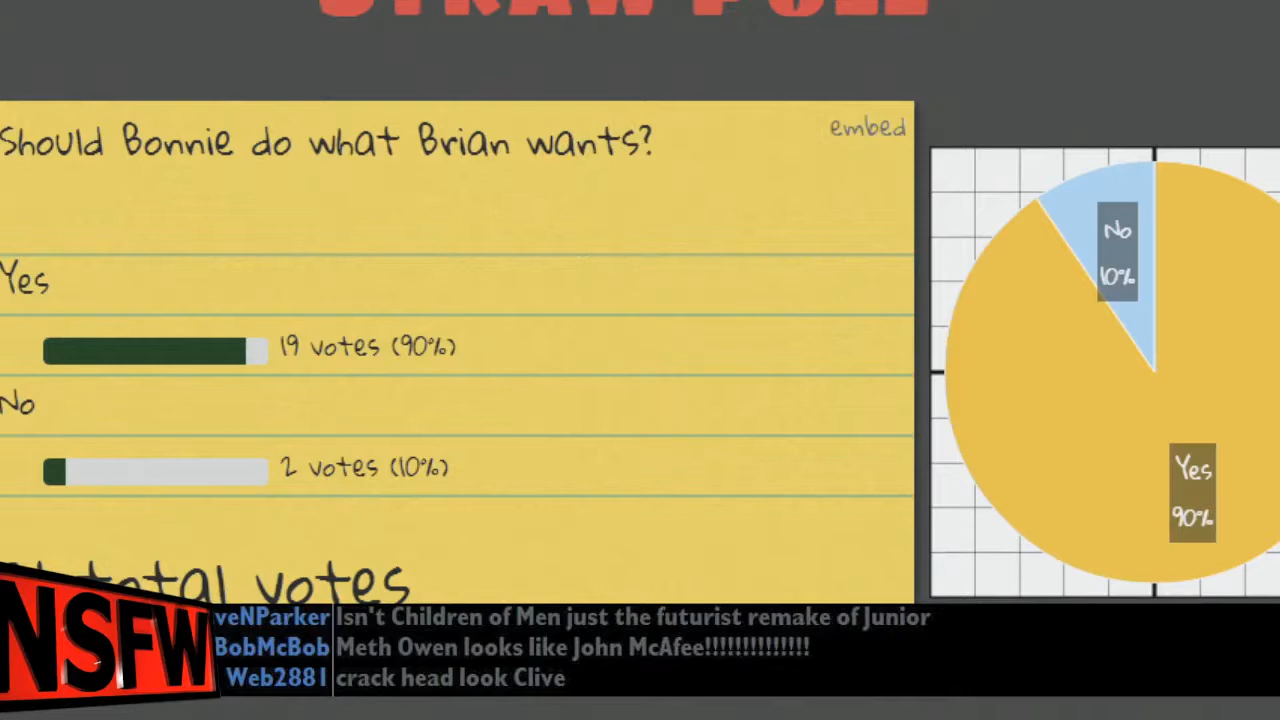 STRAW POLL
Should Bonnie do what Brian wants?
embed
Yes
19 votes (90%)
No
2 votes (10%)
total votes
No
10%
Yes
90%
NSFW
veNParker Isn't Children of Men just the futurist remake of Junior
BobMcBob Meth Owen looks like John McAfee!!!!!!!!!!!!!!
Web2881 crack head look Clive